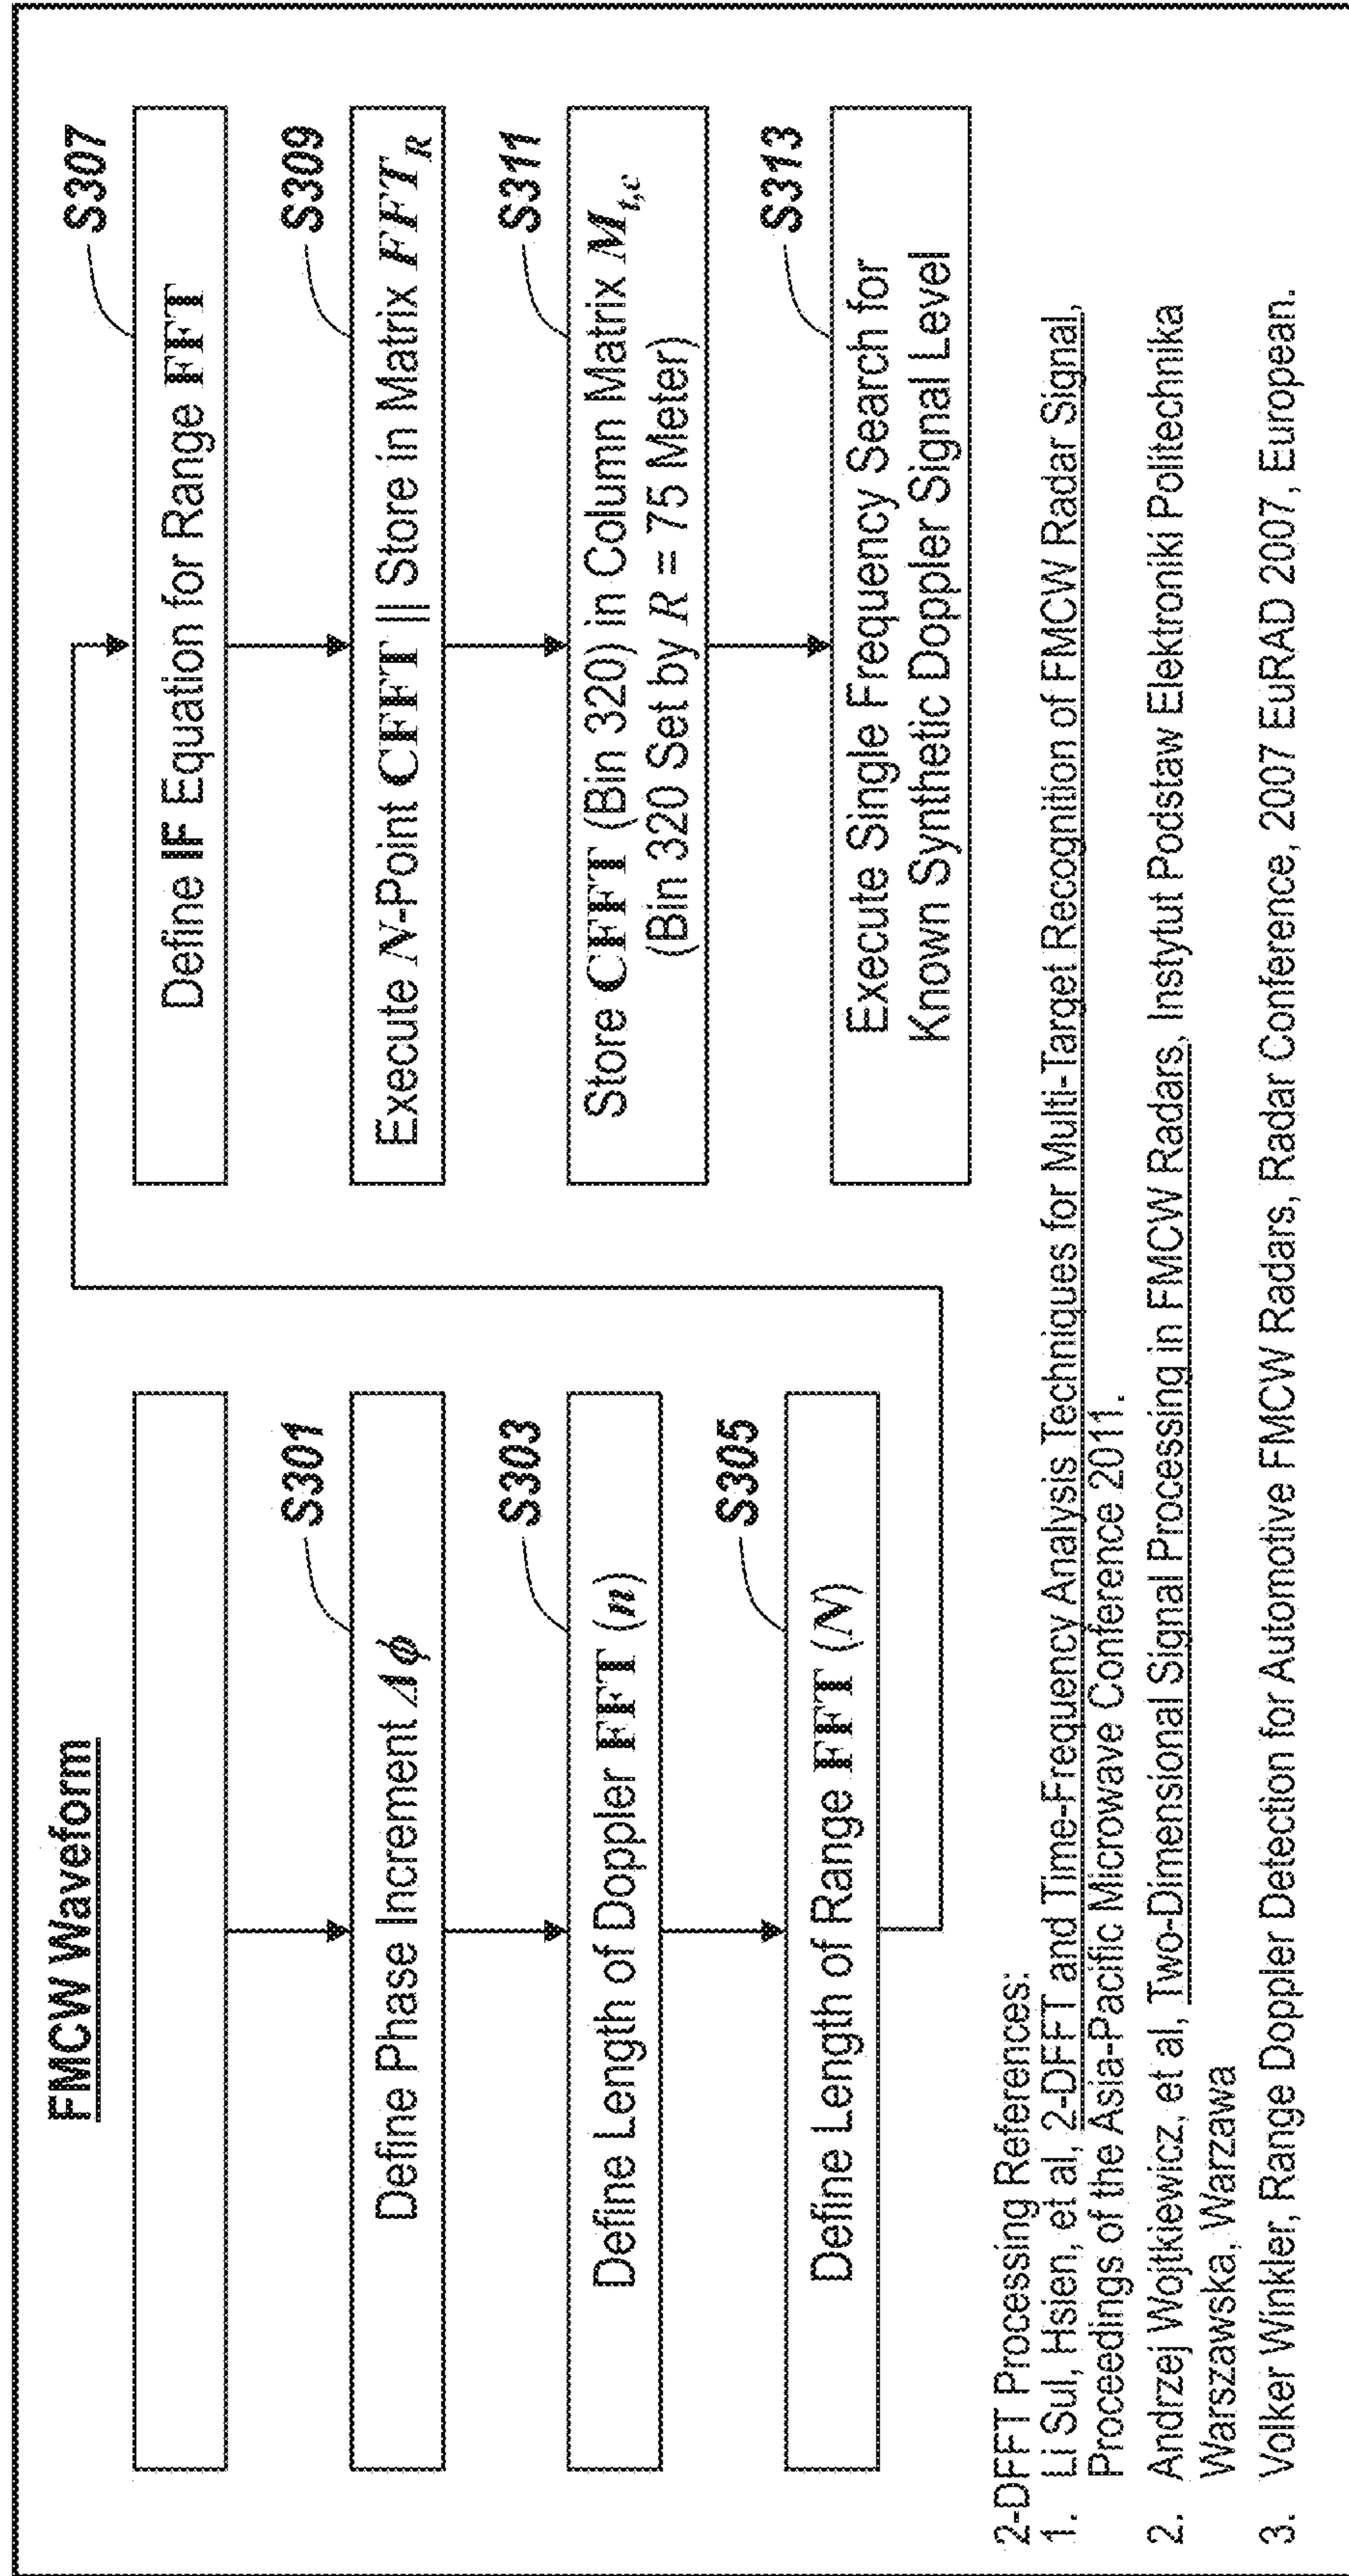 FMCW Waveform
S301
Define Phase Increment Δϕ
S303
Define Length of Doppler FFT (n)
S305
Define Length of Range FFT (N)
S307
Define IF Equation for Range FFT
S309
Execute N-Point CFFT || Store in Matrix FFT_R
S311
Store CFFT (Bin 320) in Column Matrix M_t,c
(Bin 320 Set by R = 75 Meter)
S313
Execute Single Frequency Search for
Known Synthetic Doppler Signal Level
2-DFFT Processing References:
1. Li Sul, Hsien, et al, 2-DFFT and Time-Frequency Analysis Techniques for Multi-Target Recognition of FMCW Radar Signal,
Proceedings of the Asia-Pacific Microwave Conference 2011.
2. Andrzej Wojtkiewicz, et al, Two-Dimensional Signal Processing in FMCW Radars, Instytut Podstaw Elektroniki Politechnika
Warszawska, Warzawa
3. Volker Winkler, Range Doppler Detection for Automotive FMCW Radars, Radar Conference, 2007 EuRAD 2007, European.